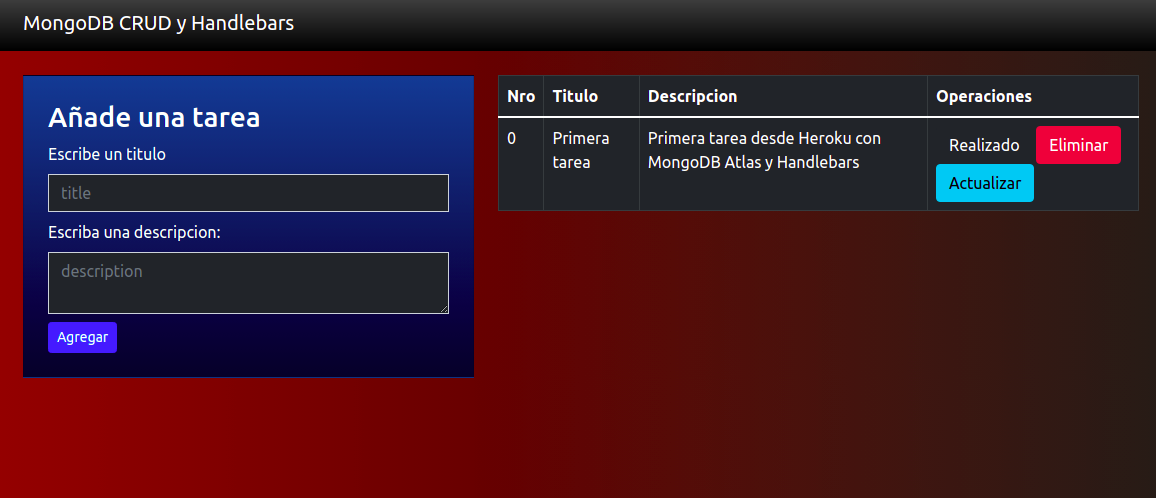 MongoDB CRUD y Handlebars
Añade una tarea
Escribe un titulo
title
Escriba una descripcion:
description
Agregar
Nro Titulo Descripcion Operaciones
0 Primera tarea Primera tarea desde Heroku con MongoDB Atlas y Handlebars Realizado Eliminar
Actualizar